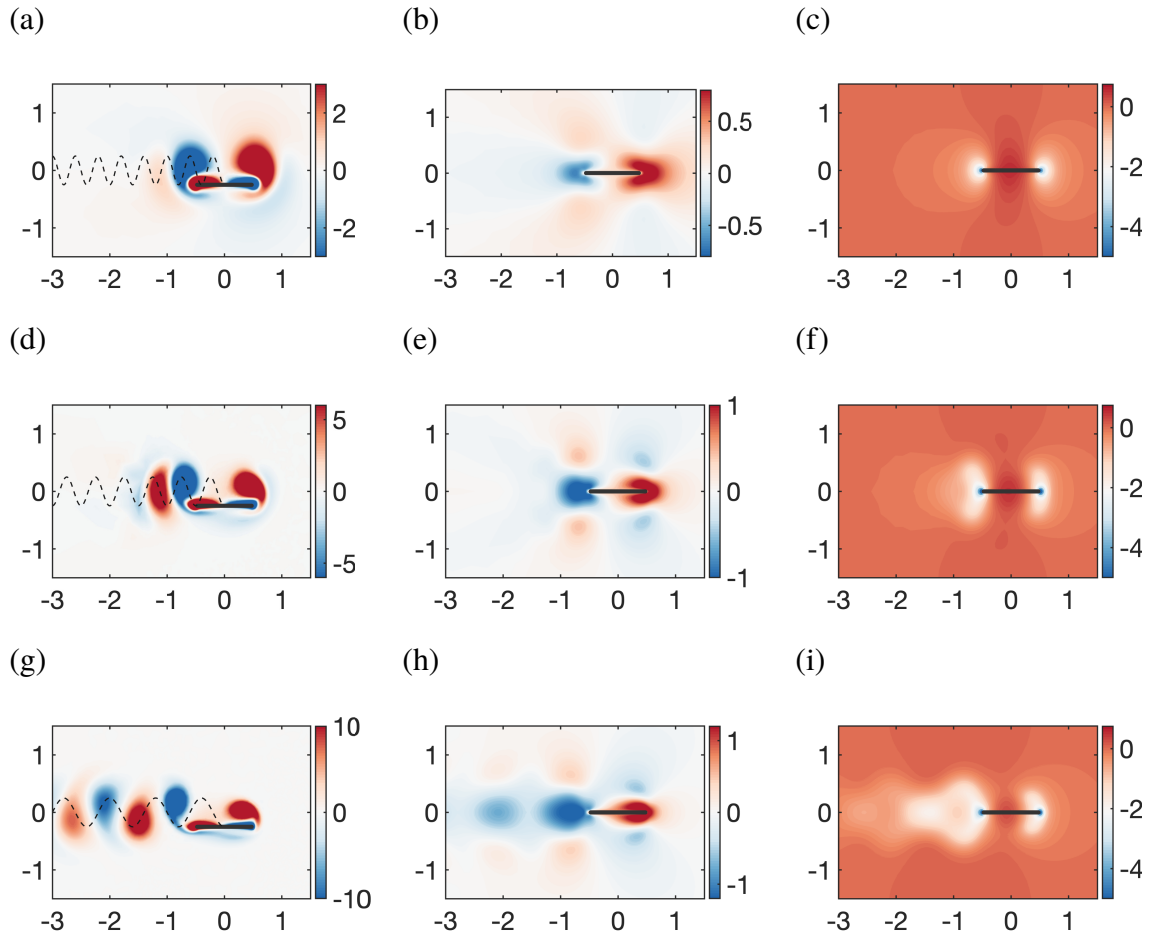 (a) (b) (c)
1 0 -1 2 0 -2 1 0 -1 0.5 0 -0.5 1 0 -1 0 -2 -4
-3 -2 -1 0 1 -3 -2 -1 0 1 -3 -2 -1 0 1
(d) (e) (f)
1 0 -1 5 0 -5 1 0 -1 1 0 -1 1 0 -1 0 -2 -4
-3 -2 -1 0 1 -3 -2 -1 0 1 -3 -2 -1 0 1
(g) (h) (i)
1 0 -1 10 5 0 -5 -10 1 0 -1 1 0 -1 1 0 -1 0 -2 -4
-3 -2 -1 0 1 -3 -2 -1 0 1 -3 -2 -1 0 1